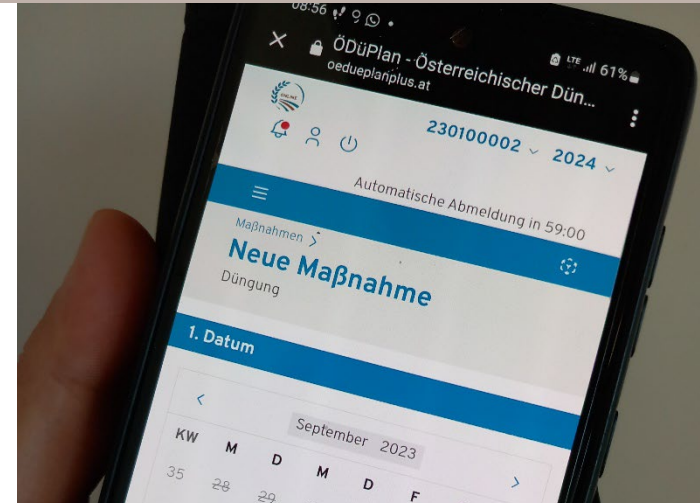 08:56
LTE 61%
ÖDüPlan - Österreichischer Dün...
oedueplanplus.at
ONLINE
230100002 2024
Automatische Abmeldung in 59:00
Maßnahmen >
Neue Maßnahme
Düngung
1. Datum
< September 2023 >
KW M D M D F
35 28 29